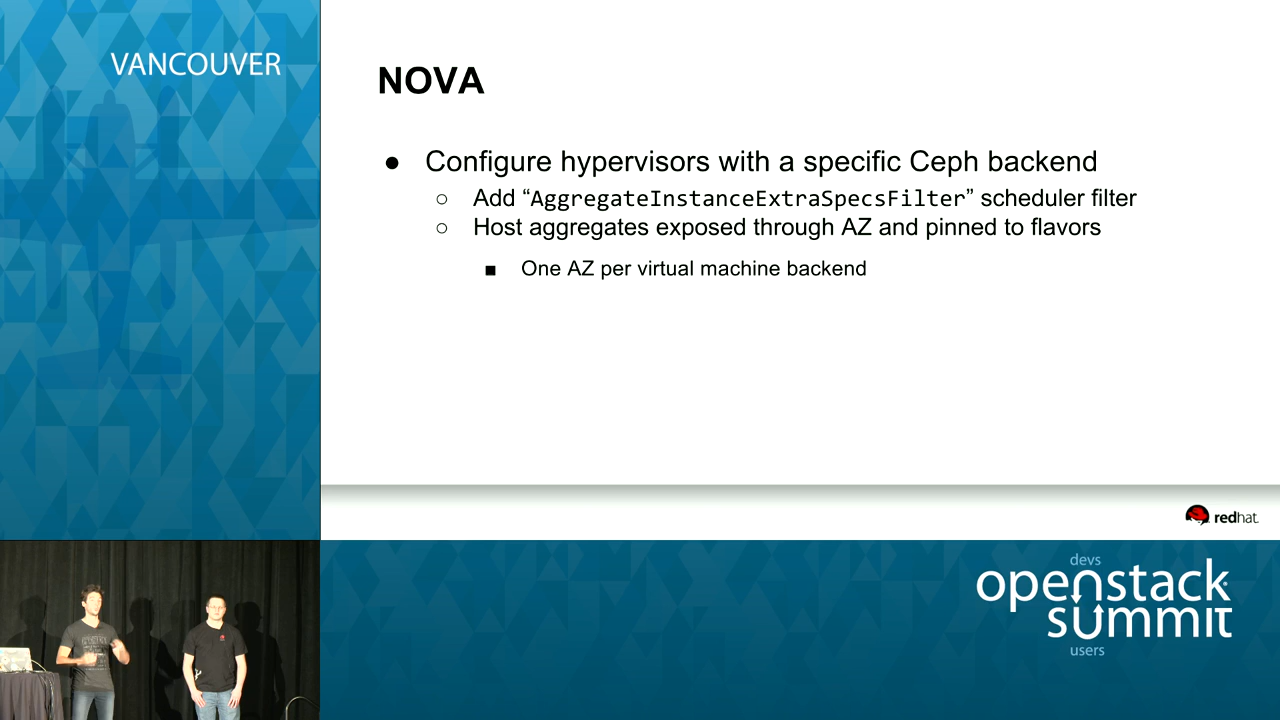 VANCOUVER
NOVA
● Configure hypervisors with a specific Ceph backend
○ Add “AggregateInstanceExtraSpecsFilter” scheduler filter
○ Host aggregates exposed through AZ and pinned to flavors
■ One AZ per virtual machine backend
redhat.
devs
openstack
summit
users